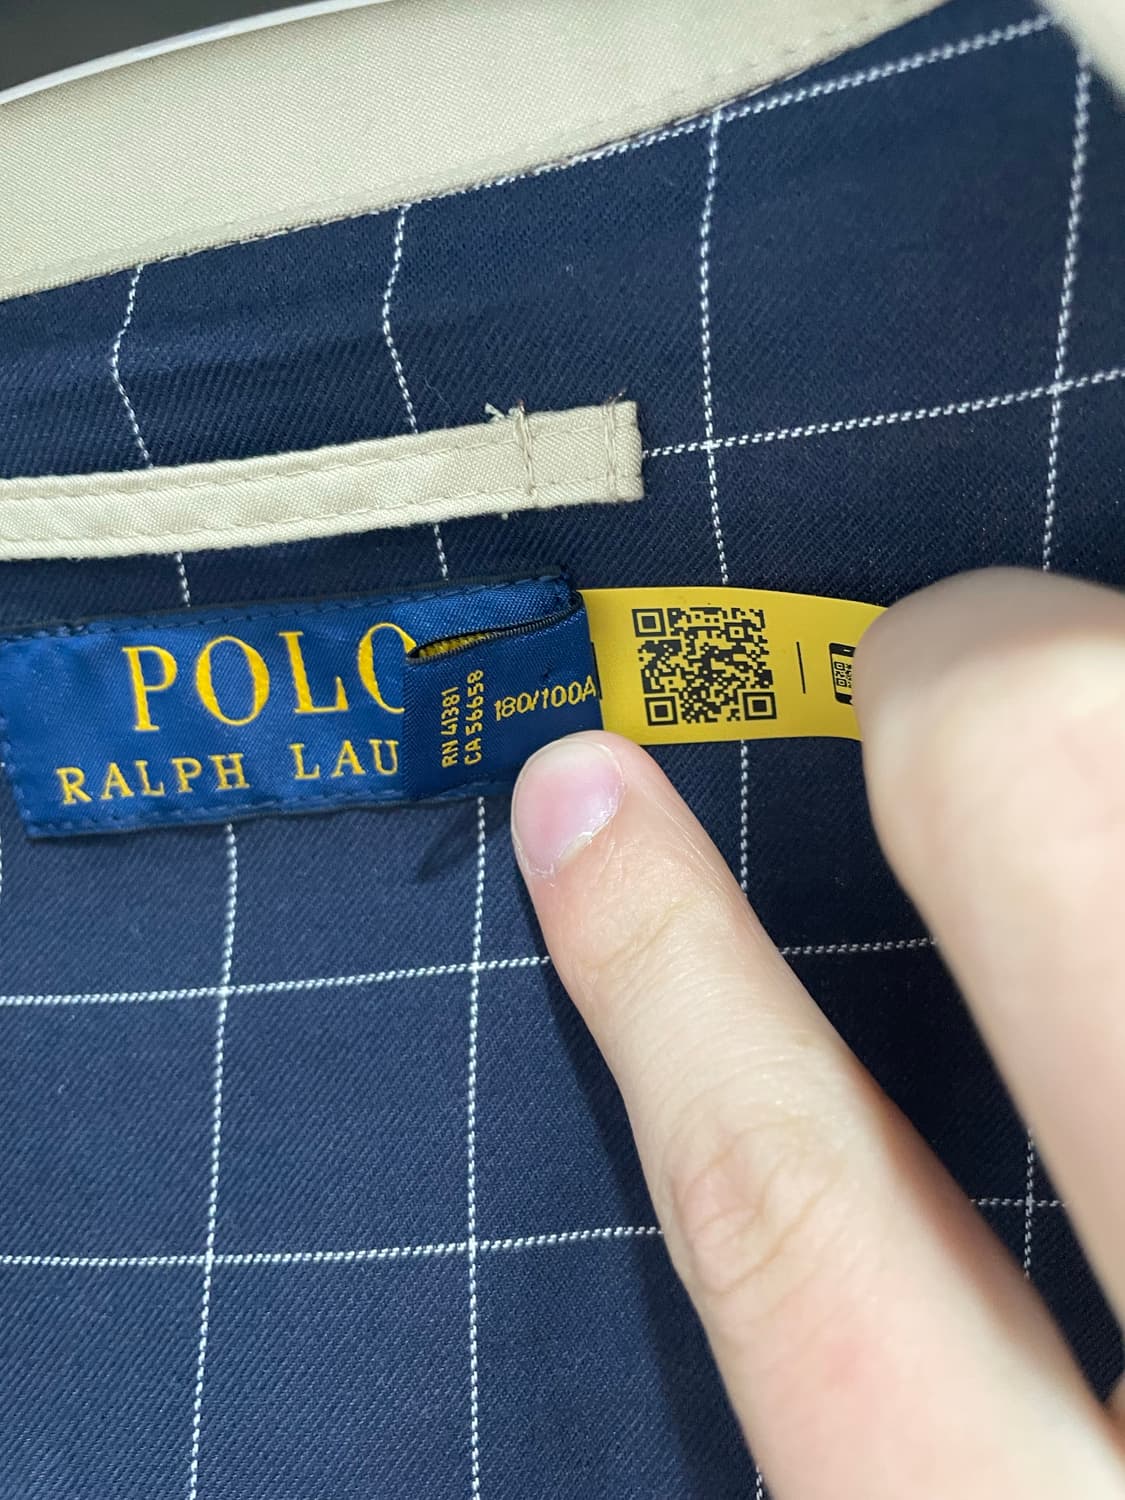 POLO
RALPH LAU
RN 41381
CA 56658
180/100A